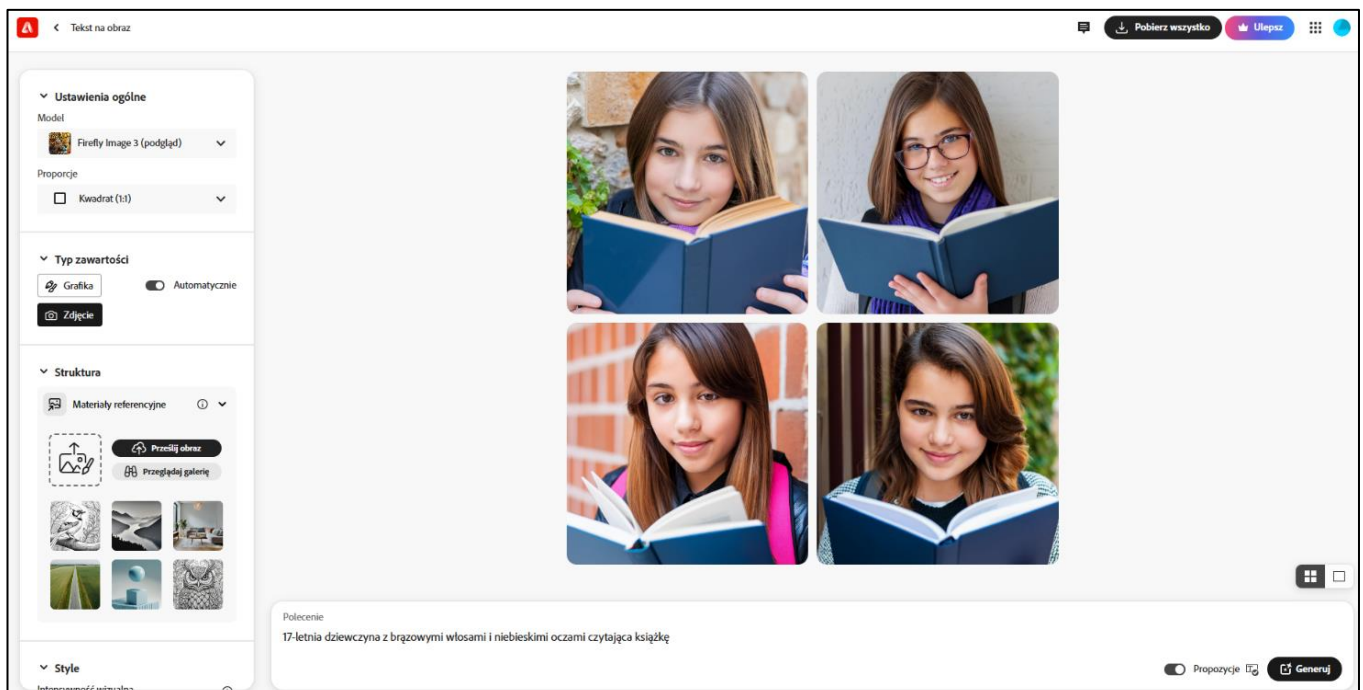 Tekst na obraz
Pobierz wszystko
Ulepsz
Ustawienia ogólne
Model
Firefly Image 3 (podgląd)
Proporcje
Kwadrat (1:1)
Typ zawartości
Grafika
Automatycznie
Zdjęcie
Struktura
Materiały referencyjne
Prześlij obraz
Przeglądaj galerię
Style
Intensywność wizualna
Polecenie
17-letnia dziewczyna z brązowymi włosami i niebieskimi oczami czytająca książkę
Propozycje
Generuj